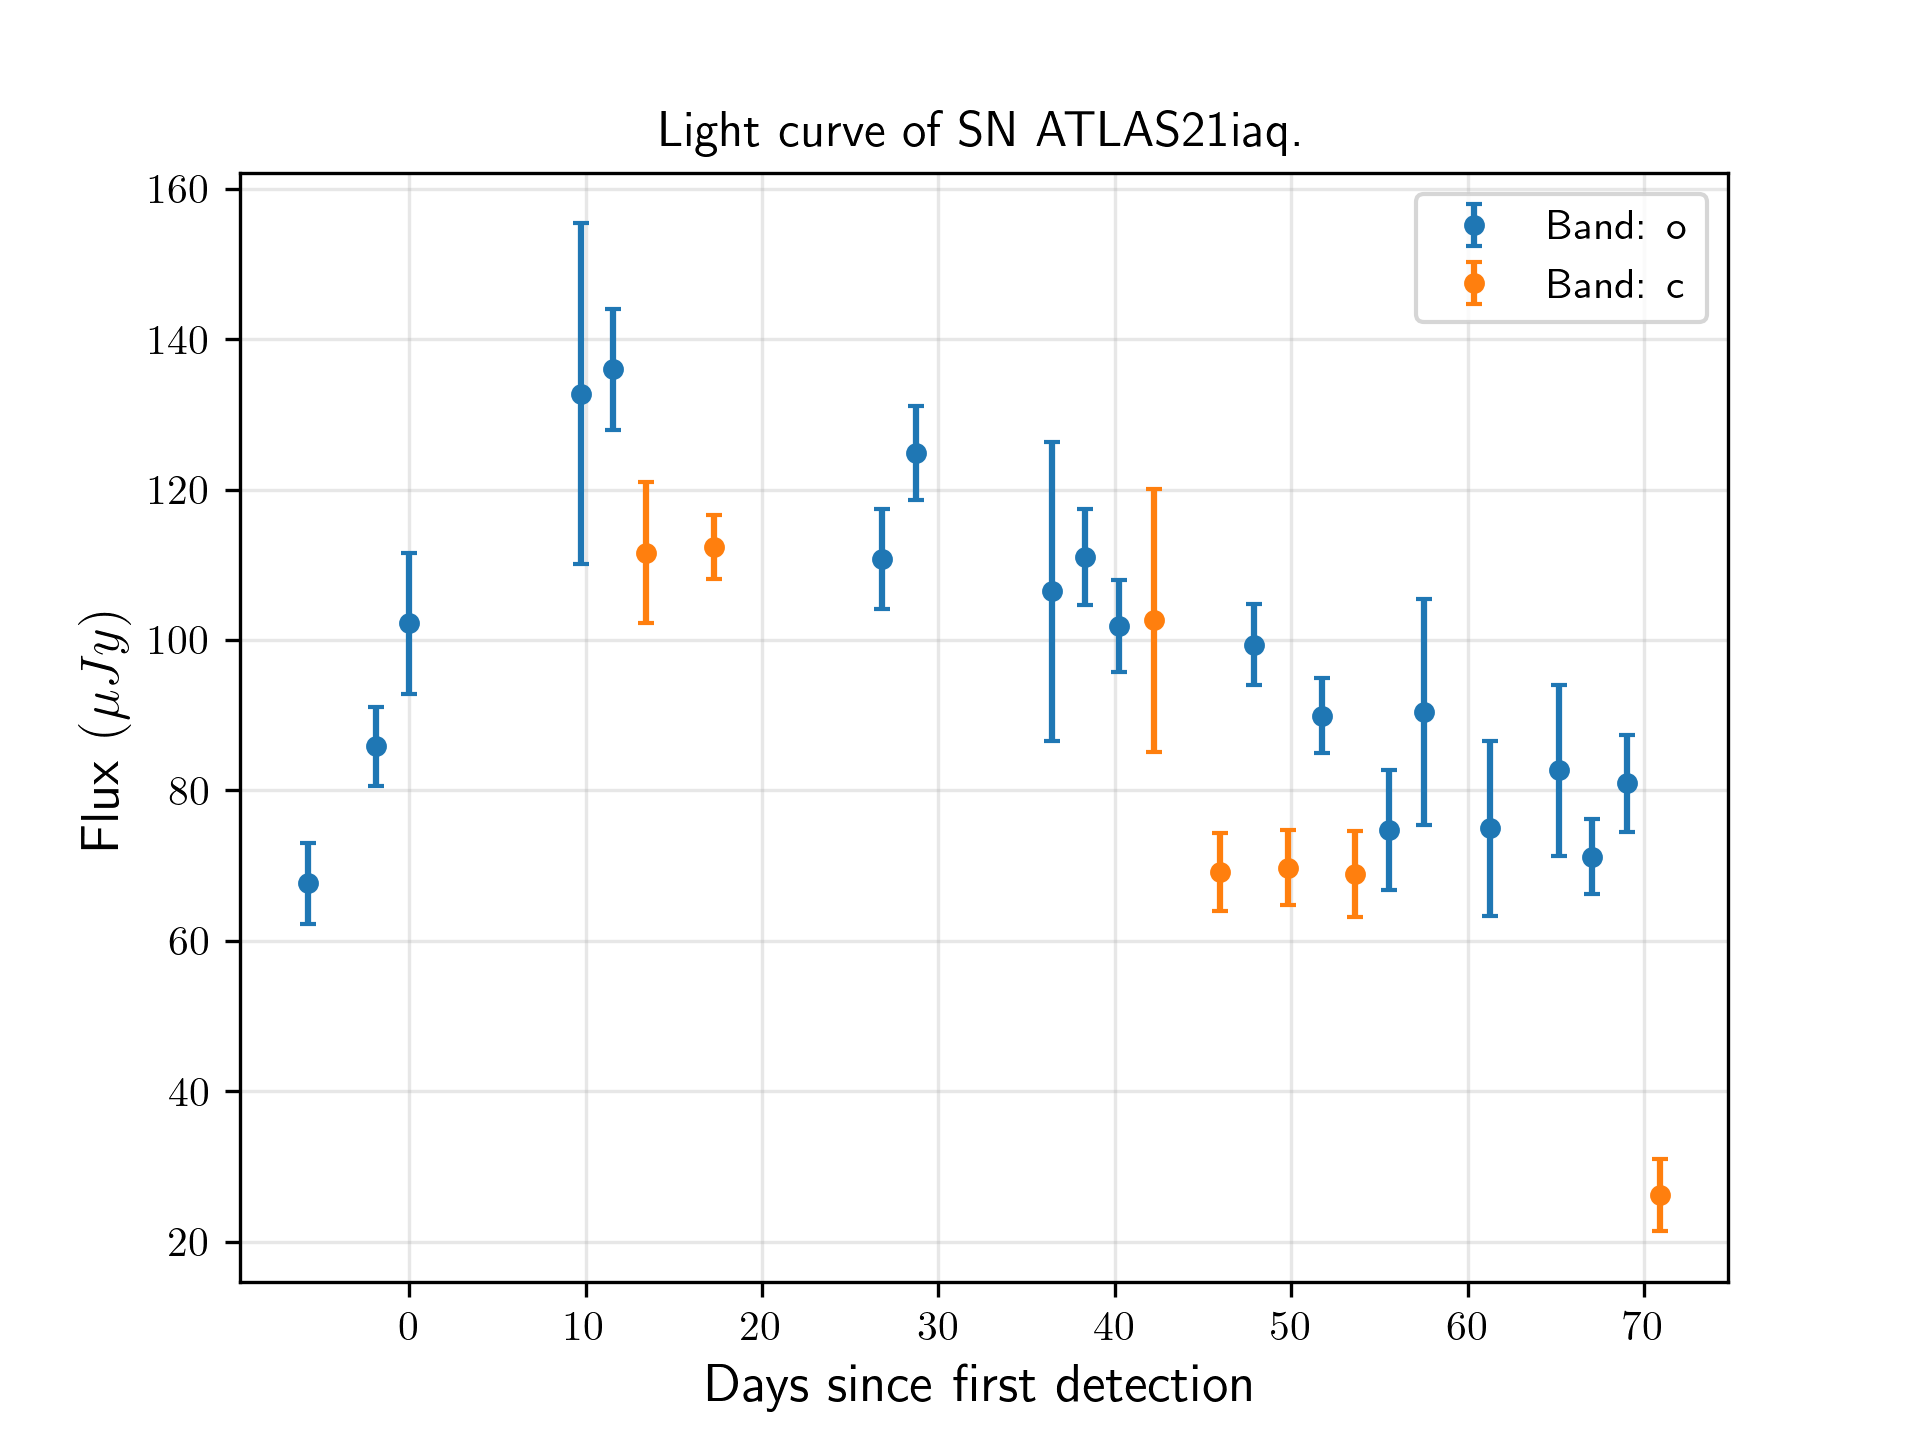 Light curve of SN ATLAS21iaq.
160
140
120
100
80
60
40
20
Flux (μJy)
Band: o
Band: c
0 10 20 30 40 50 60 70
Days since first detection